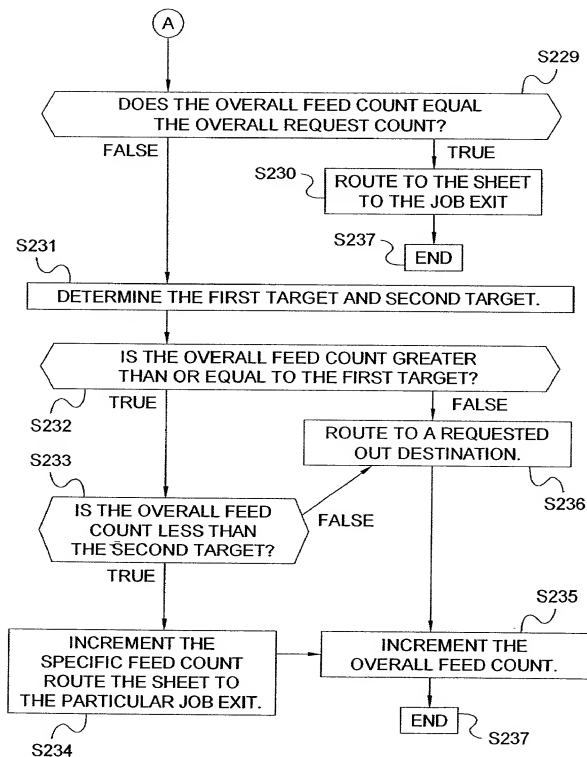 A
S229
DOES THE OVERALL FEED COUNT EQUAL
THE OVERALL REQUEST COUNT?
FALSE
TRUE
S230
ROUTE TO THE SHEET
TO THE JOB EXIT
S237
END
S231
DETERMINE THE FIRST TARGET AND SECOND TARGET.
IS THE OVERALL FEED COUNT GREATER
THAN OR EQUAL TO THE FIRST TARGET?
S232
TRUE
FALSE
ROUTE TO A REQUESTED
OUT DESTINATION.
S236
S233
IS THE OVERALL FEED
COUNT LESS THAN
THE SECOND TARGET?
FALSE
TRUE
S235
INCREMENT THE
SPECIFIC FEED COUNT
ROUTE THE SHEET TO
THE PARTICULAR JOB EXIT.
S234
INCREMENT THE
OVERALL FEED COUNT.
END
S237